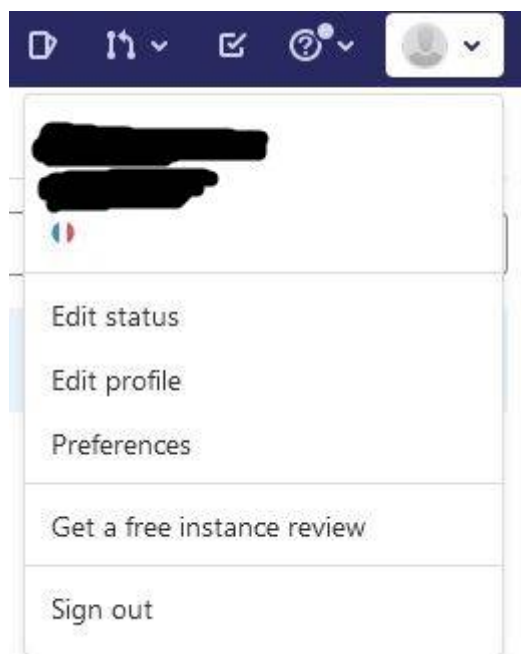 Edit status
Edit profile
Preferences
Get a free instance review
Sign out